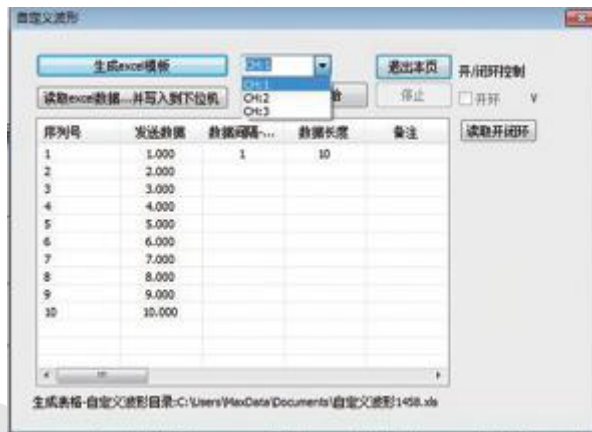 自定义波形
生成excel模板
CH:1
退出本页
开/闭环控制
CH:1
CH:2
CH:3
读取excel数据...并写入到下位机
始
停止
开环 V
序列号 发送数据 数据间隔-... 数据长度 备注
读取开闭环
1 1.000 1 10
2 2.000
3 3.000
4 4.000
5 5.000
6 6.000
7 7.000
8 8.000
9 9.000
10 10.000
生成表格-自定义波形目录:C:\Users\MaxData\Documents\自定义波形1458.xls